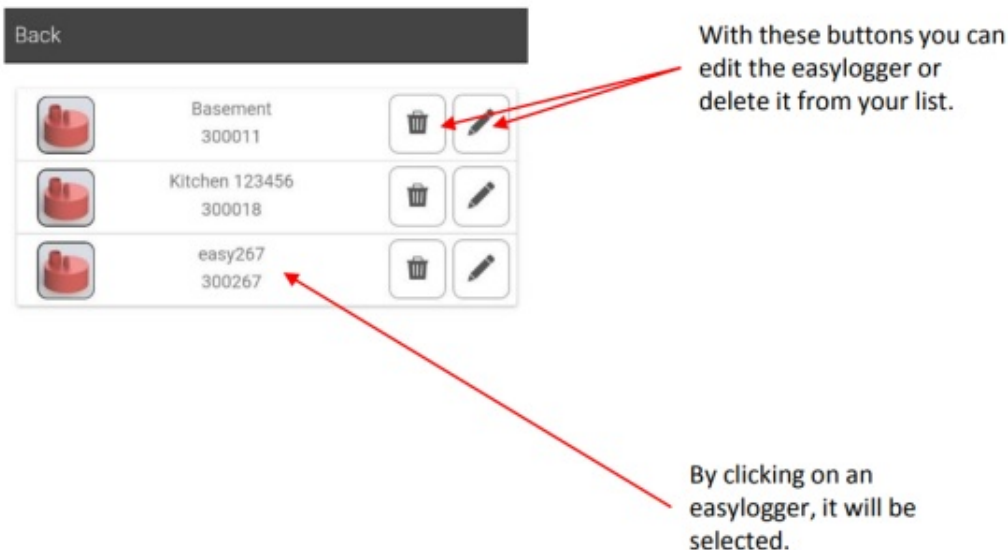 Back
With these buttons you can
edit the easylogger or
delete it from your list.
Basement
300011
Kitchen 123456
300018
easy267
300267
By clicking on an
easylogger, it will be
selected.